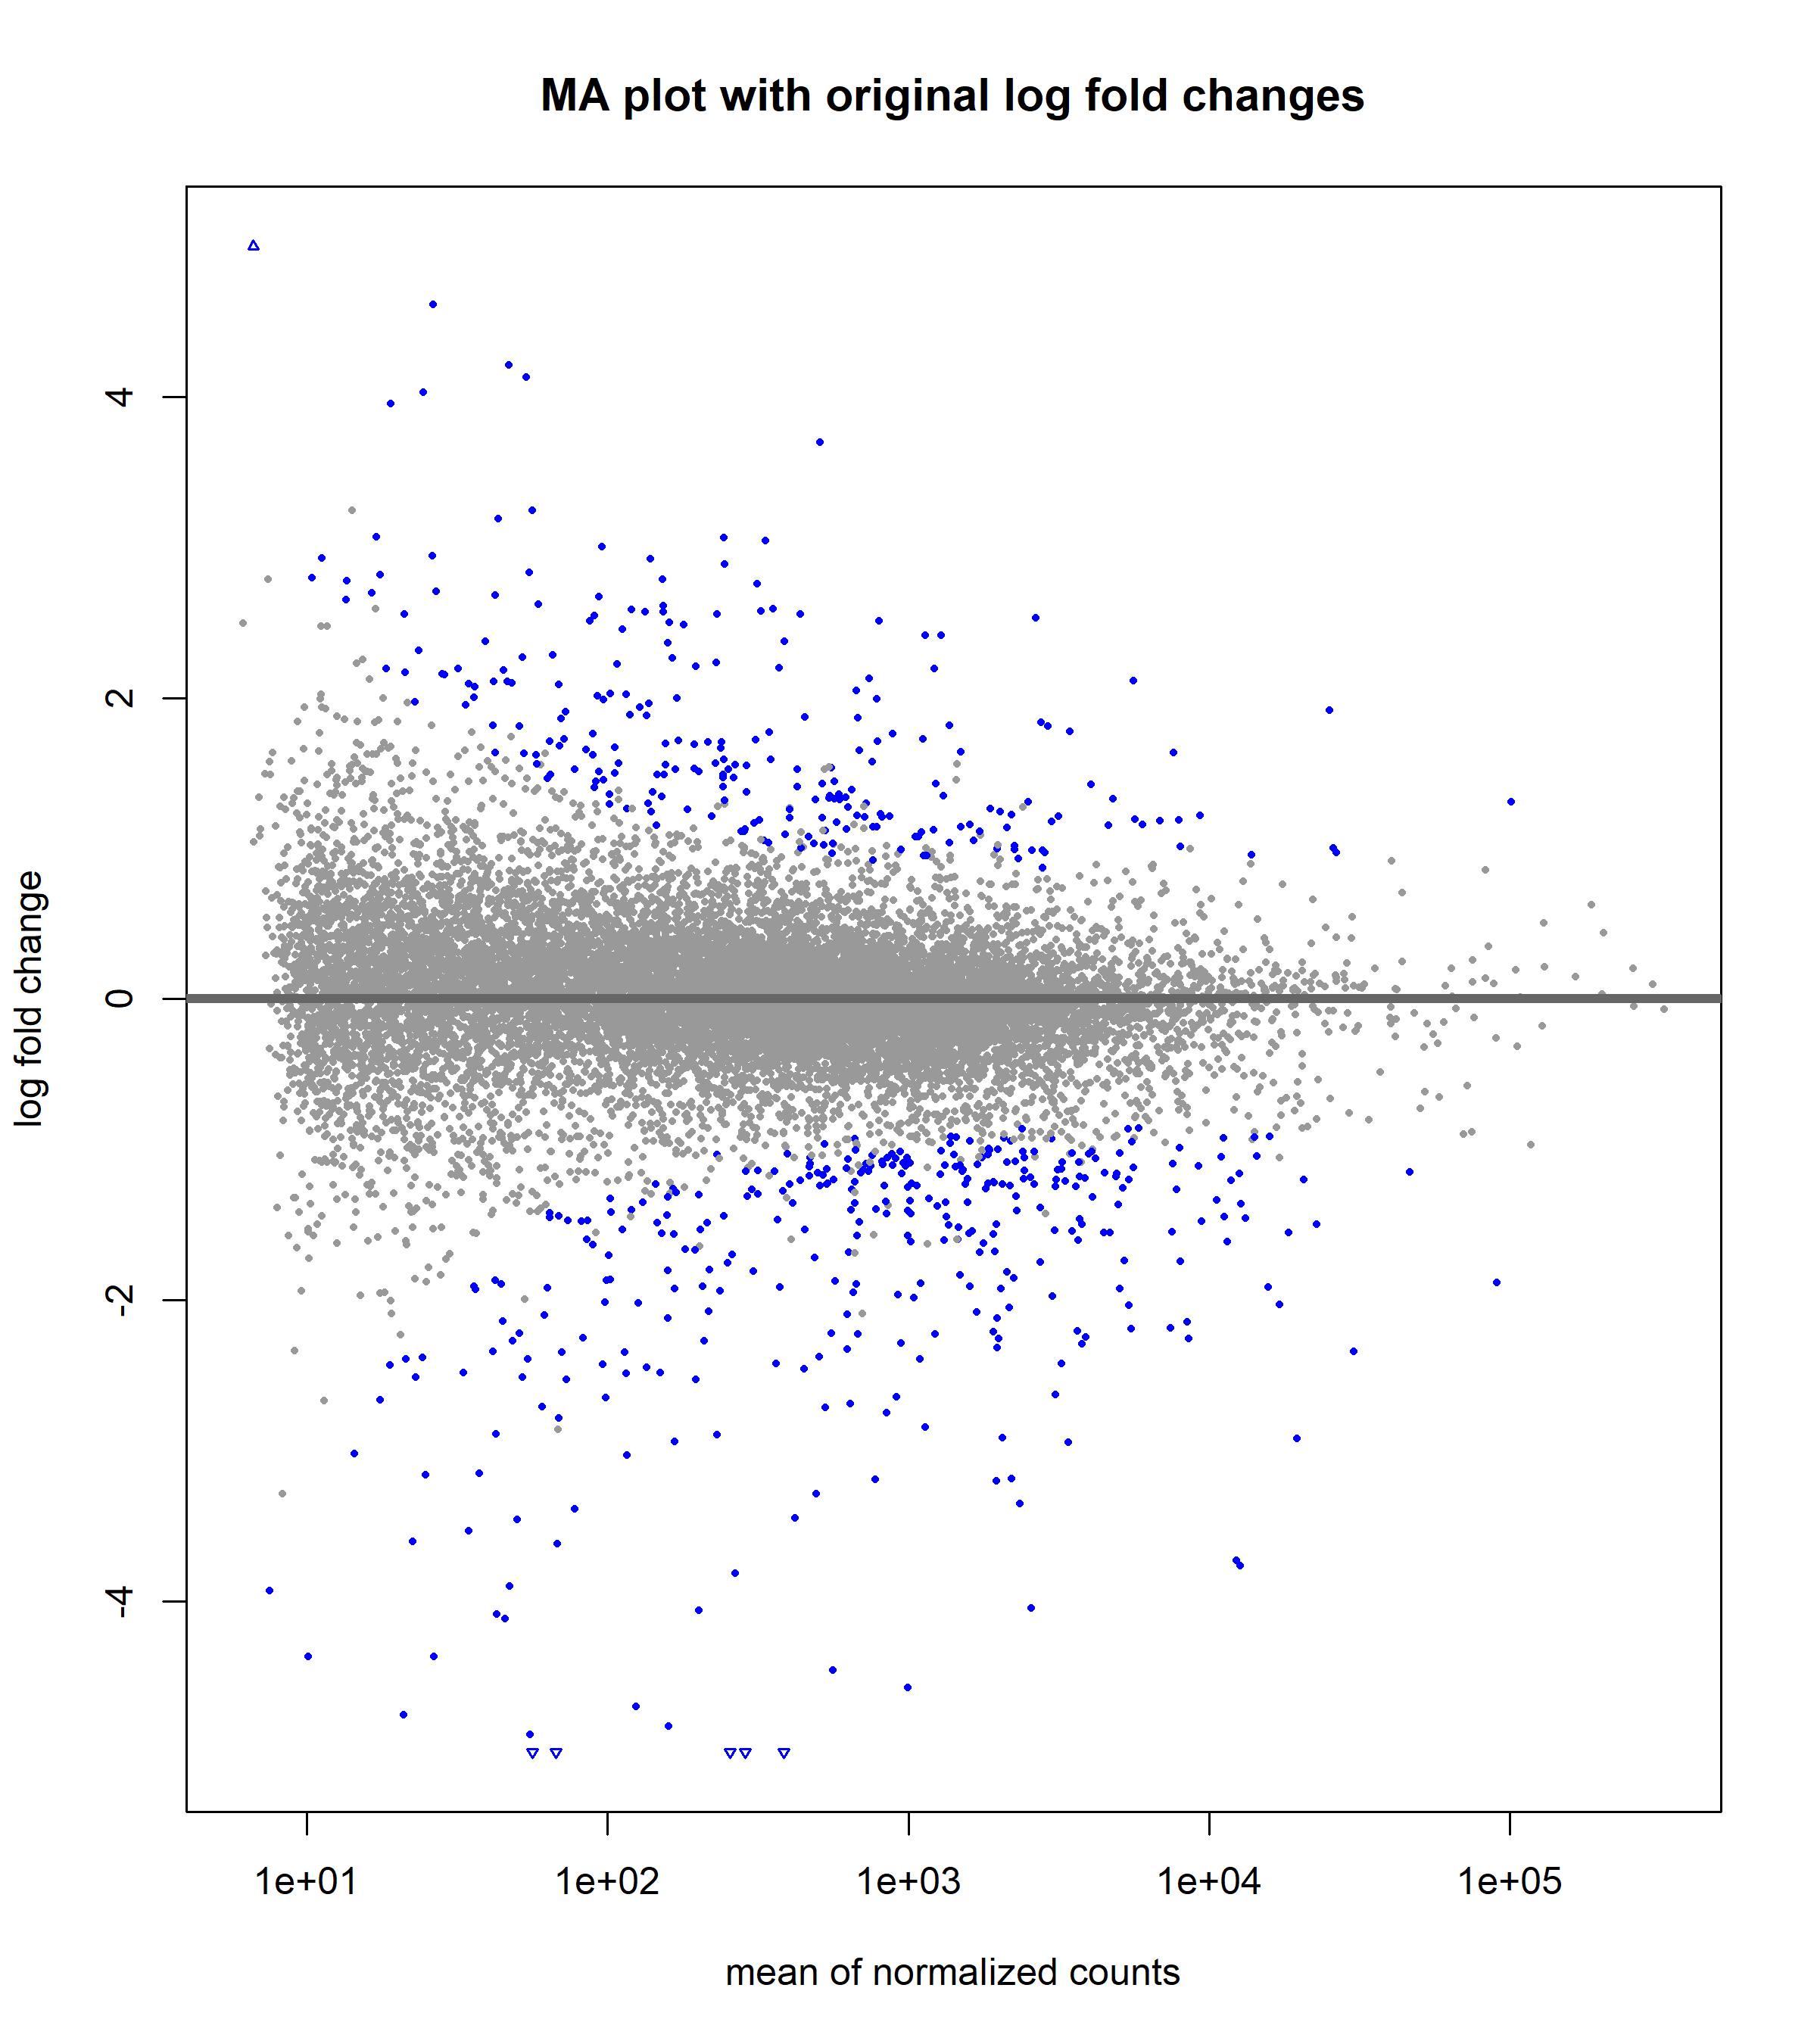 MA plot with original log fold changes
4
2
0
-2
-4
log fold change
1e+01 1e+02 1e+03 1e+04 1e+05
mean of normalized counts